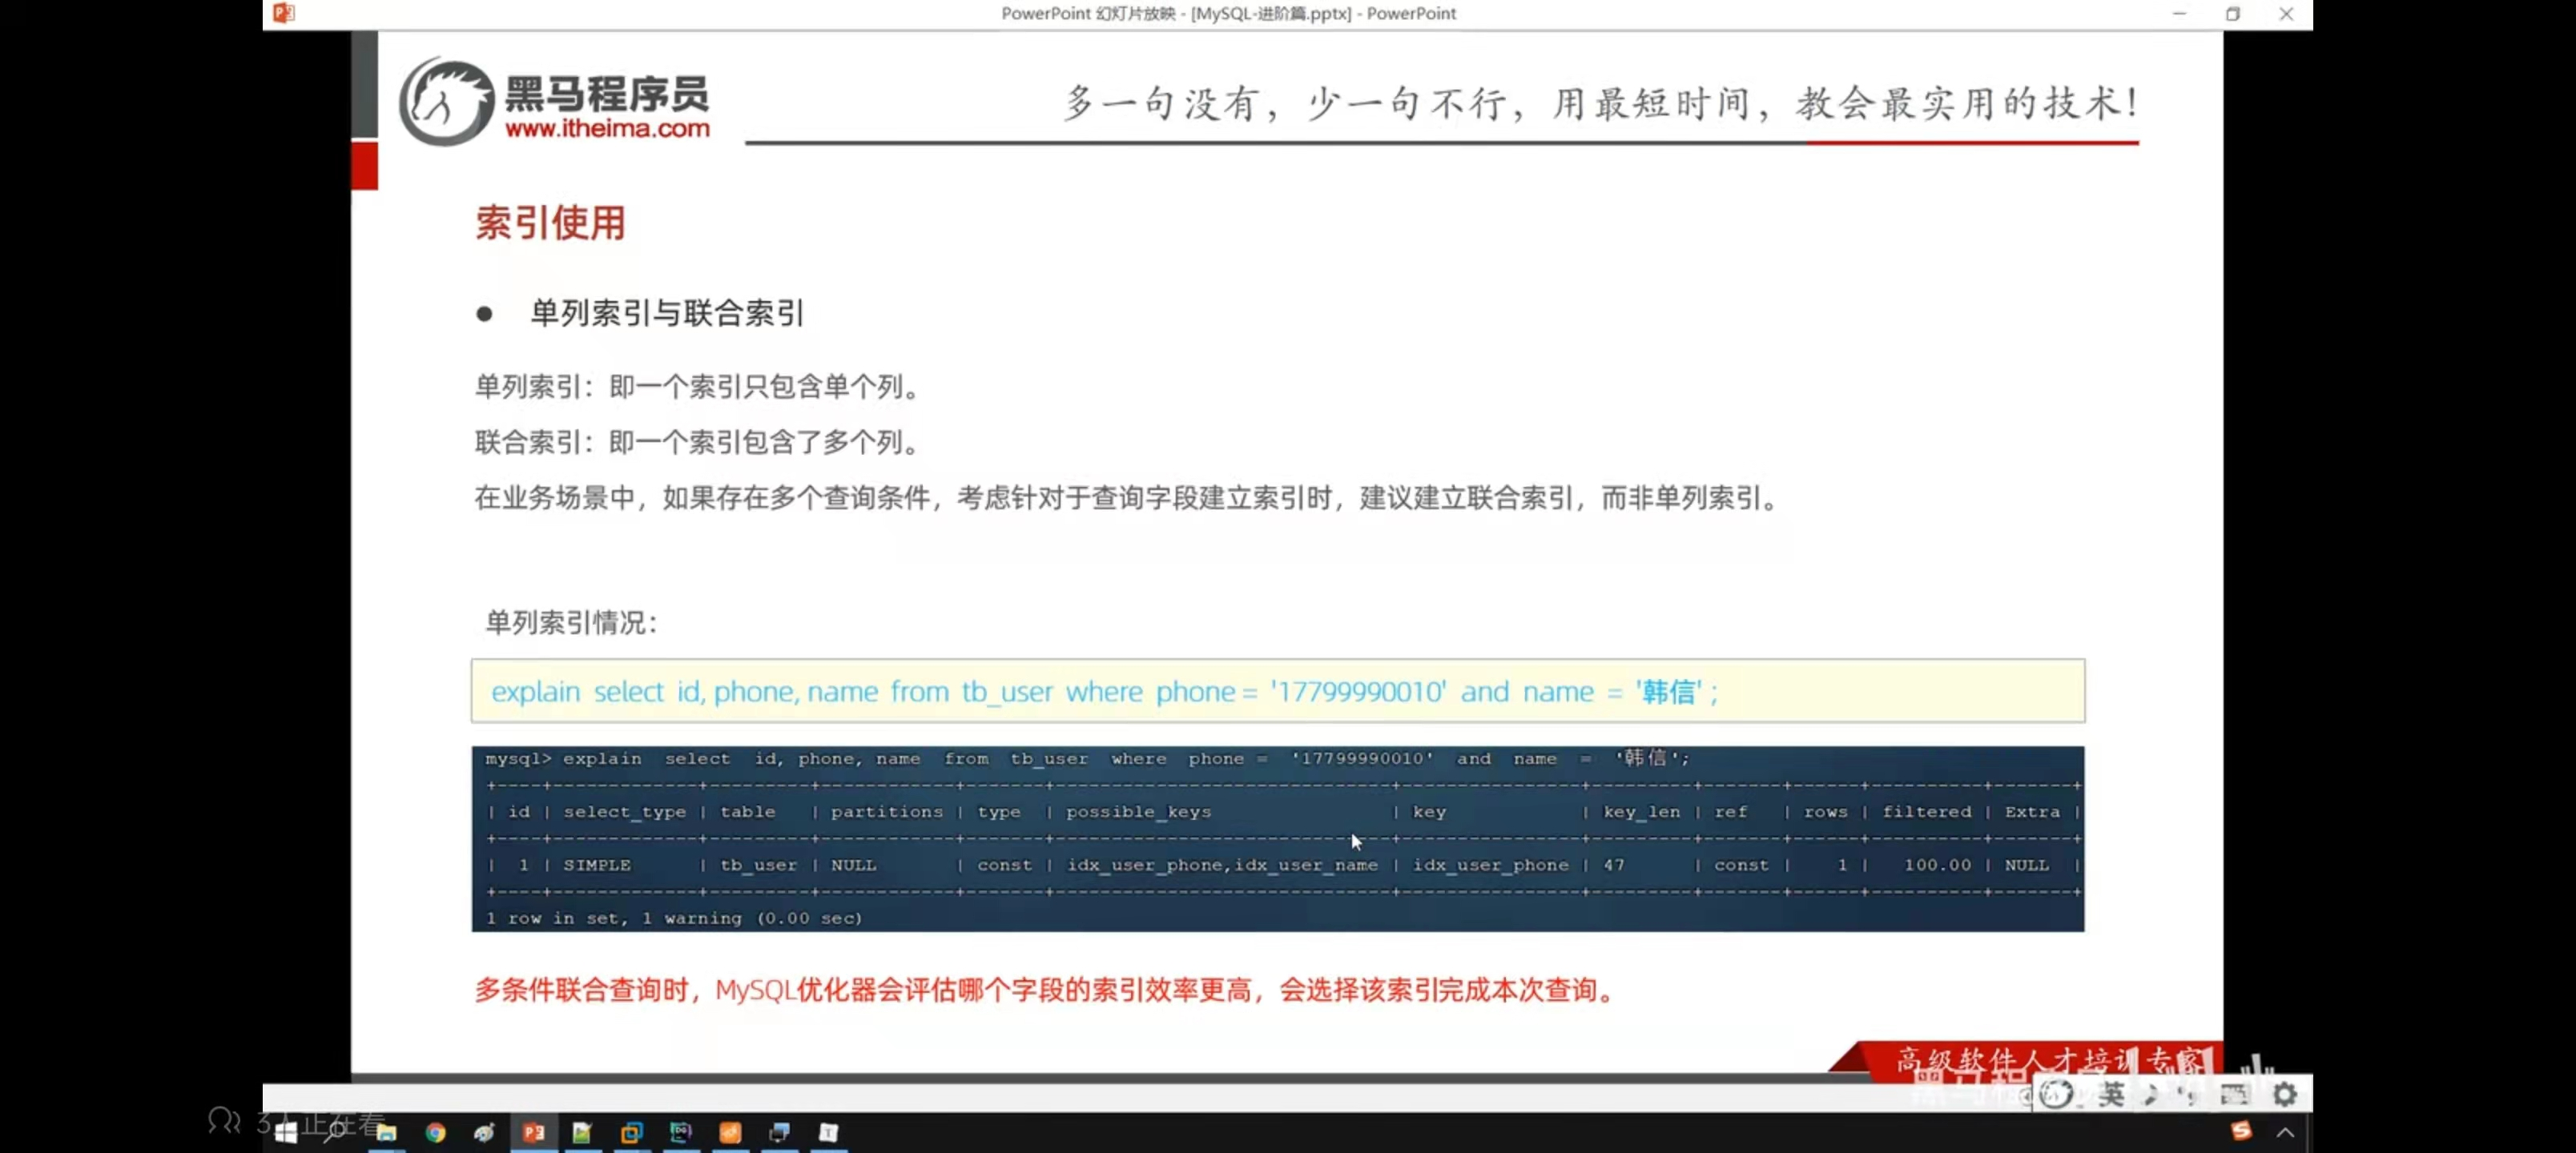 PowerPoint 幻灯片放映 - [MySQL-进阶篇.pptx] - PowerPoint
黑马程序员
www.itheima.com
多一句没有，少一句不行，用最短时间，教会最实用的技术！
索引使用
● 单列索引与联合索引
单列索引：即一个索引只包含单个列。
联合索引：即一个索引包含了多个列。
在业务场景中，如果存在多个查询条件，考虑针对于查询字段建立索引时，建议建立联合索引，而非单列索引。
单列索引情况：
explain select id, phone, name from tb_user where phone = '17799990010' and name = '韩信' ;
mysql> explain select id, phone, name from tb_user where phone = '17799990010' and name = '韩信';
+----+-------------+---------+------------+-------+-----------------------------+----------------+---------+-------+------+----------+-------+
| id | select_type | table | partitions | type | possible_keys | key | key_len | ref | rows | filtered | Extra |
+----+-------------+---------+------------+-------+-----------------------------+----------------+---------+-------+------+----------+-------+
| 1 | SIMPLE | tb_user | NULL | const | idx_user_phone,idx_user_name | idx_user_phone | 47 | const | 1 | 100.00 | NULL |
+----+-------------+---------+------------+-------+-----------------------------+----------------+---------+-------+------+----------+-------+
1 row in set, 1 warning (0.00 sec)
多条件联合查询时，MySQL优化器会评估哪个字段的索引效率更高，会选择该索引完成本次查询。
高级软件人才培训专家
英
3人正在看